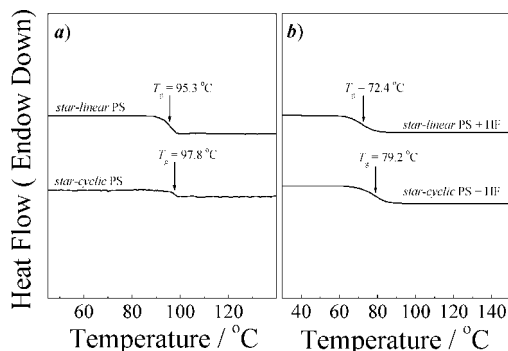 Heat Flow ( Endow Down)
a)
T_g = 95.3 °C
star-linear PS
T_g = 97.8 °C
star-cyclic PS
60 80 100 120
Temperature / °C
b)
T_g – 72.4 °C
star-linear PS + HF
T_g = 79.2 °C
star-cyclic PS – HF
40 60 80 100 120 140
Temperature / °C